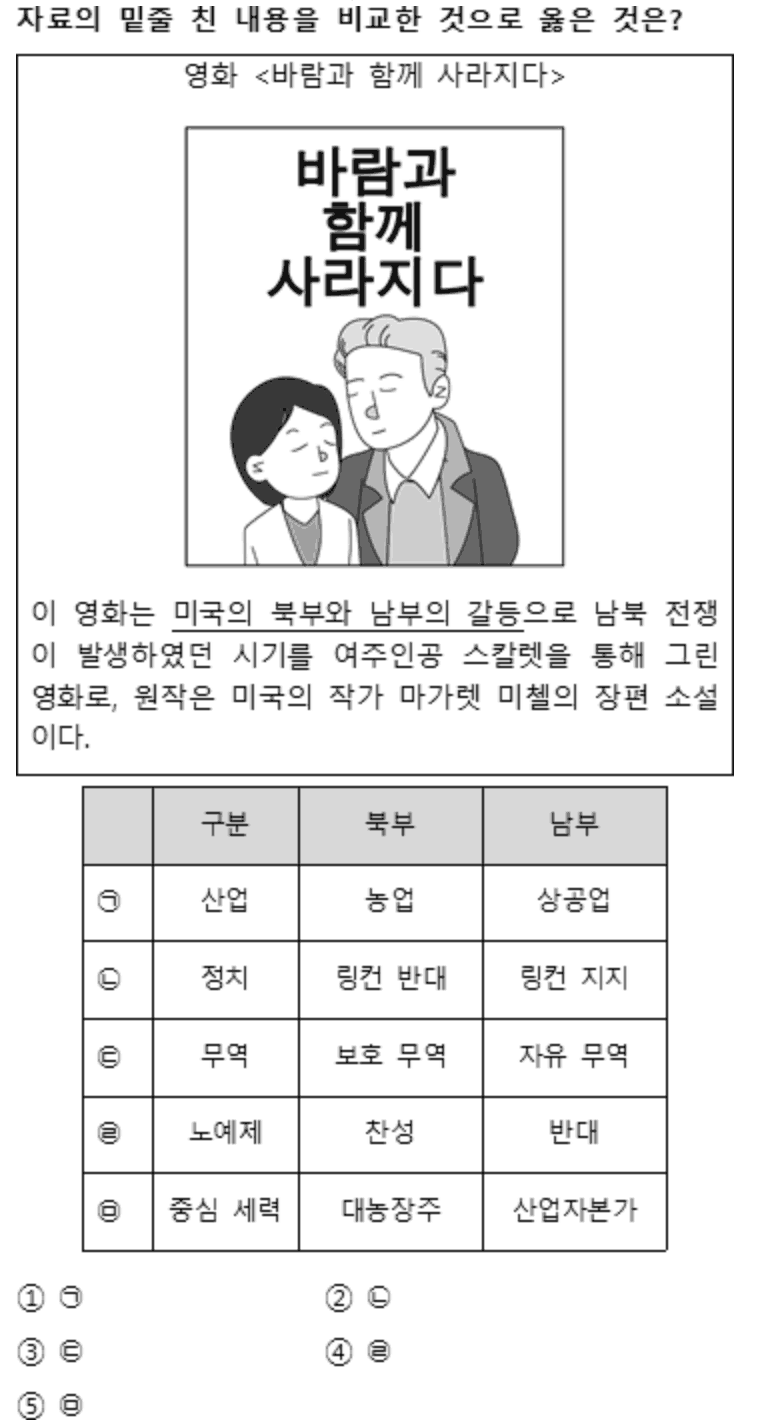 자료의 밑줄 친 내용을 비교한 것으로 옳은 것은?
영화 <바람과 함께 사라지다>
바람과
함께
사라지다
이 영화는 미국의 북부와 남부의 갈등으로 남북 전쟁
이 발생하였던 시기를 여주인공 스칼렛을 통해 그린
영화로, 원작은 미국의 작가 마가렛 미첼의 장편 소설
이다.
구분 북부 남부
㉠ 산업 농업 상공업
㉡ 정치 링컨 반대 링컨 지지
㉢ 무역 보호 무역 자유 무역
㉣ 노예제 찬성 반대
㉤ 중심 세력 대농장주 산업자본가
① ㉠ ② ㉡
③ ㉢ ④ ㉣
⑤ ㉤